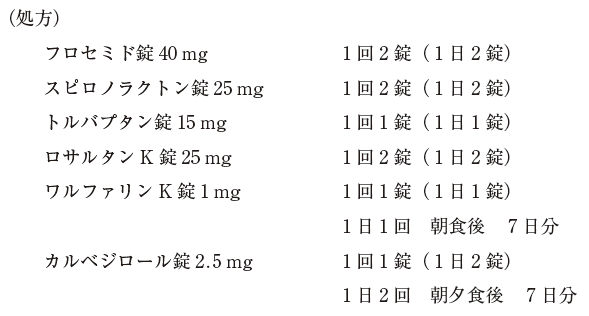 （処方）
フロセミド錠 40 mg 1回2錠（1日2錠）
スピロノラクトン錠 25 mg 1回2錠（1日2錠）
トルバプタン錠 15 mg 1回1錠（1日1錠）
ロサルタン K 錠 25 mg 1回2錠（1日2錠）
ワルファリン K 錠 1 mg 1回1錠（1日1錠）
1日1回 朝食後 7日分
カルベジロール錠 2.5 mg 1回1錠（1日2錠）
1日2回 朝夕食後 7日分